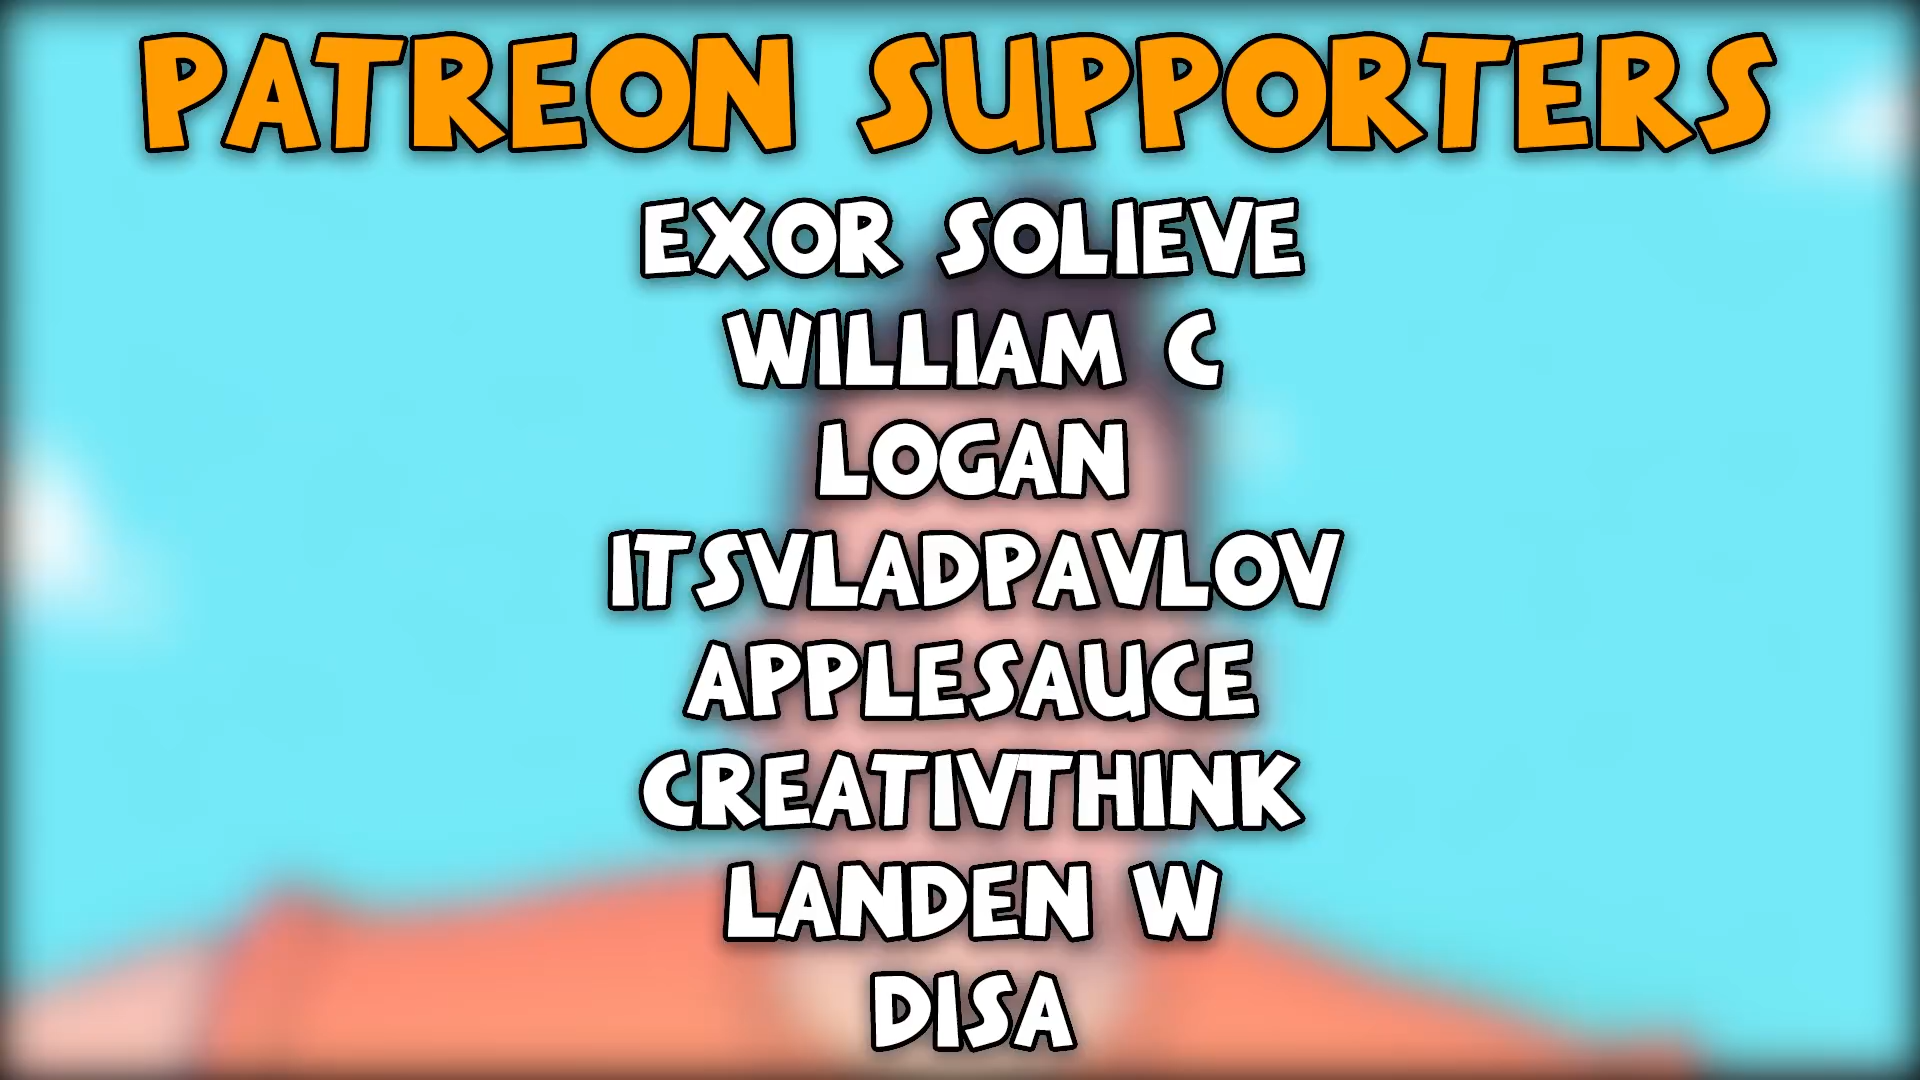 PATREON SUPPORTERS
EXOR SOLIEVE
WILLIAM C
LOGAN
ITSVLADPAVLOV
APPLESAUCE
CREATIVTHINK
LANDEN W
DISA